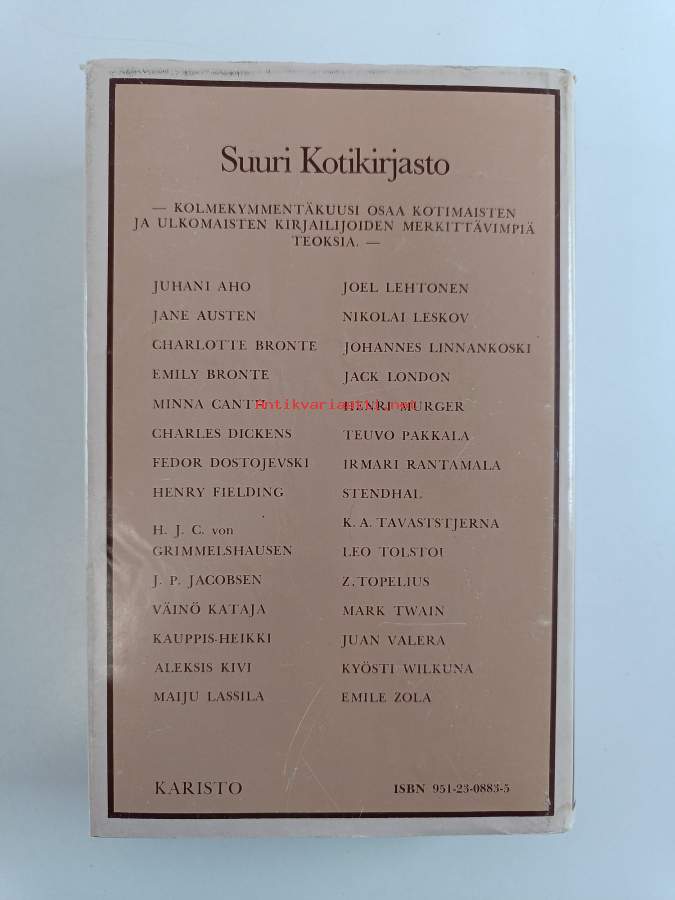 Suuri Kotikirjasto
— KOLMEKYMMENTÄKUUSI OSAA KOTIMAISTEN
JA ULKOMAISTEN KIRJAILIJOIDEN MERKITTÄVIMPIÄ
TEOKSIA. —
JUHANI AHO
JANE AUSTEN
CHARLOTTE BRONTE
EMILY BRONTE
MINNA CANTH
CHARLES DICKENS
FEDOR DOSTOJEVSKI
HENRY FIELDING
H. J. C. von
GRIMMELSHAUSEN
J. P. JACOBSEN
VÄINÖ KATAJA
KAUPPIS-HEIKKI
ALEKSIS KIVI
MAIJU LASSILA
JOEL LEHTONEN
NIKOLAI LESKOV
JOHANNES LINNANKOSKI
JACK LONDON
HENRI MURGER
TEUVO PAKKALA
IRMARI RANTAMALA
STENDHAL
K. A. TAVASTSTJERNA
LEO TOLSTOI
Z. TOPELIUS
MARK TWAIN
JUAN VALERA
KYÖSTI WILKUNA
EMILE ZOLA
Antikvariaatti.net
KARISTO
ISBN 951-23-0883-5